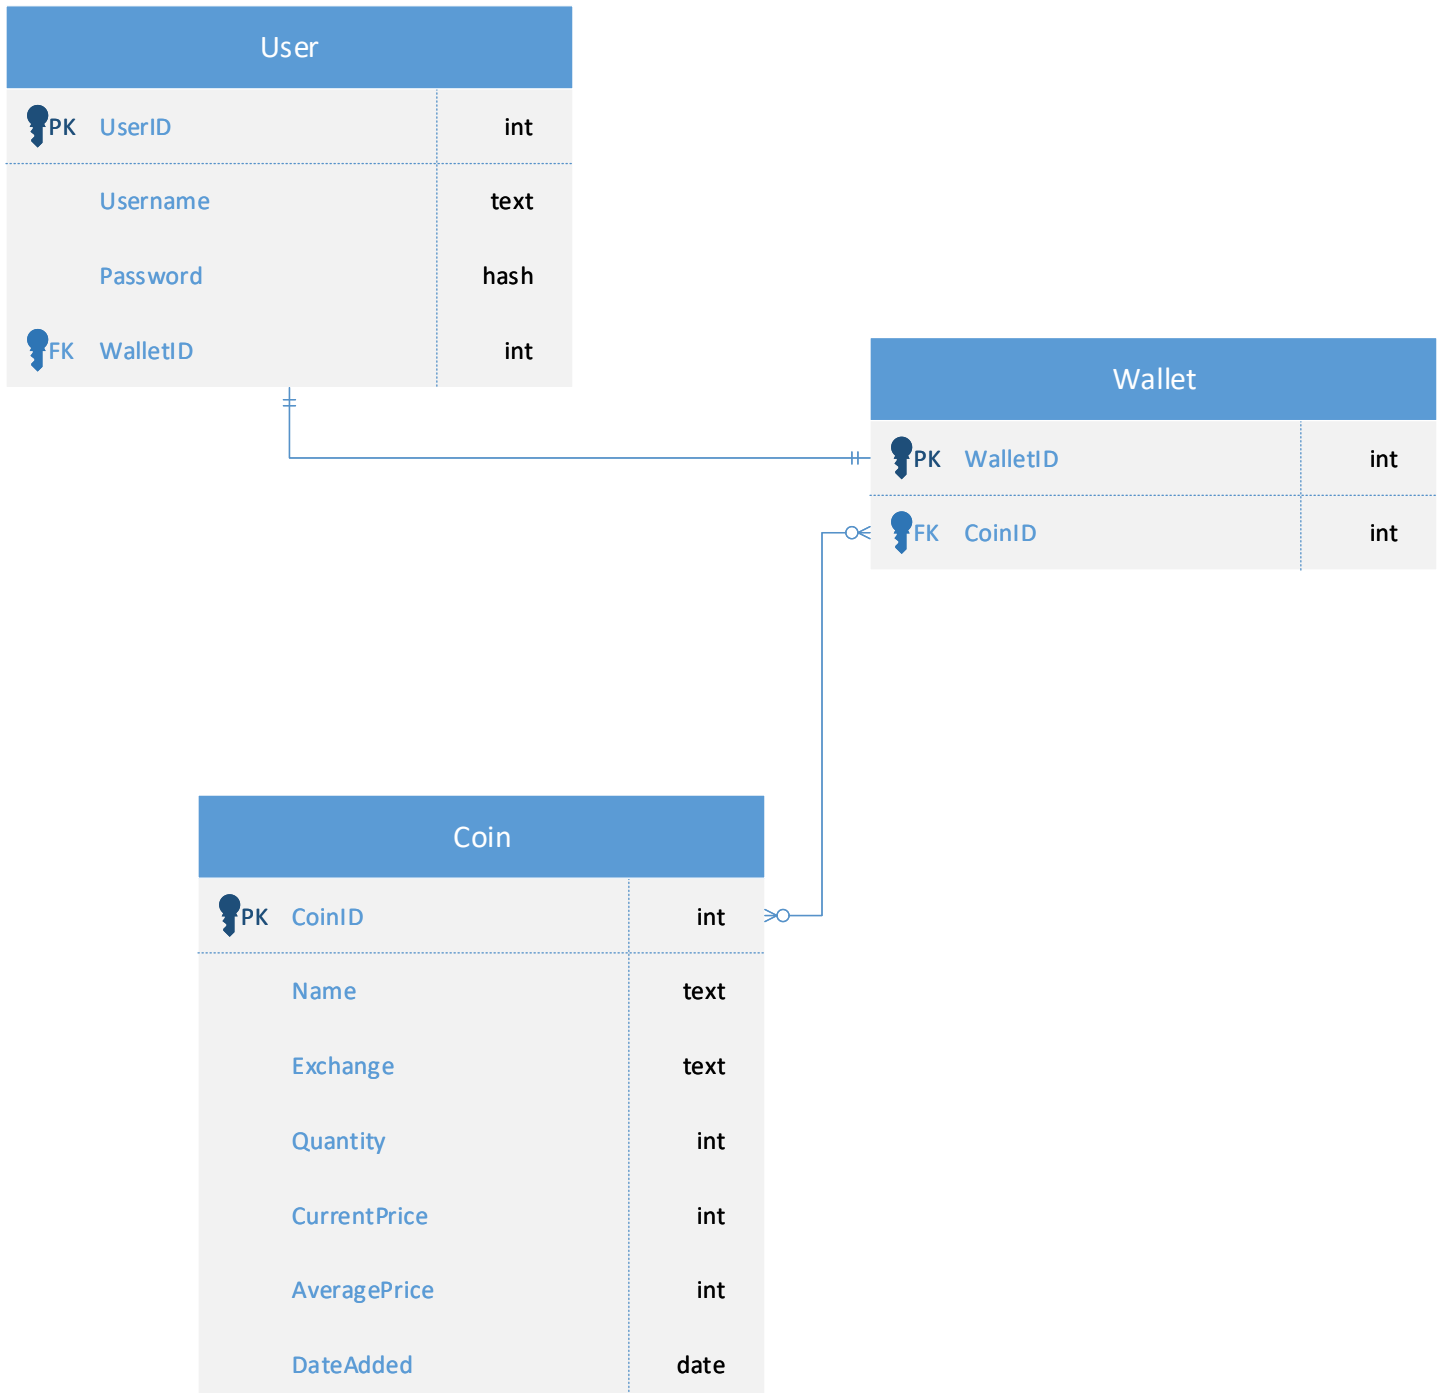 User
PK UserID int
Username text
Password hash
FK WalletID int
Wallet
PK WalletID int
FK CoinID int
Coin
PK CoinID int
Name text
Exchange text
Quantity int
CurrentPrice int
AveragePrice int
DateAdded date